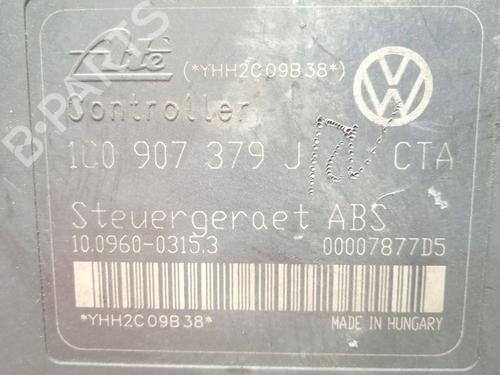 Ate (*YHH2C09B38*)
Controller
1C0 907 379 J CTA
Steuergeraet ABS
10.0960-0315.3 00007877D5
*YHH2C09B38* MADE IN HUNGARY
B-PARTS